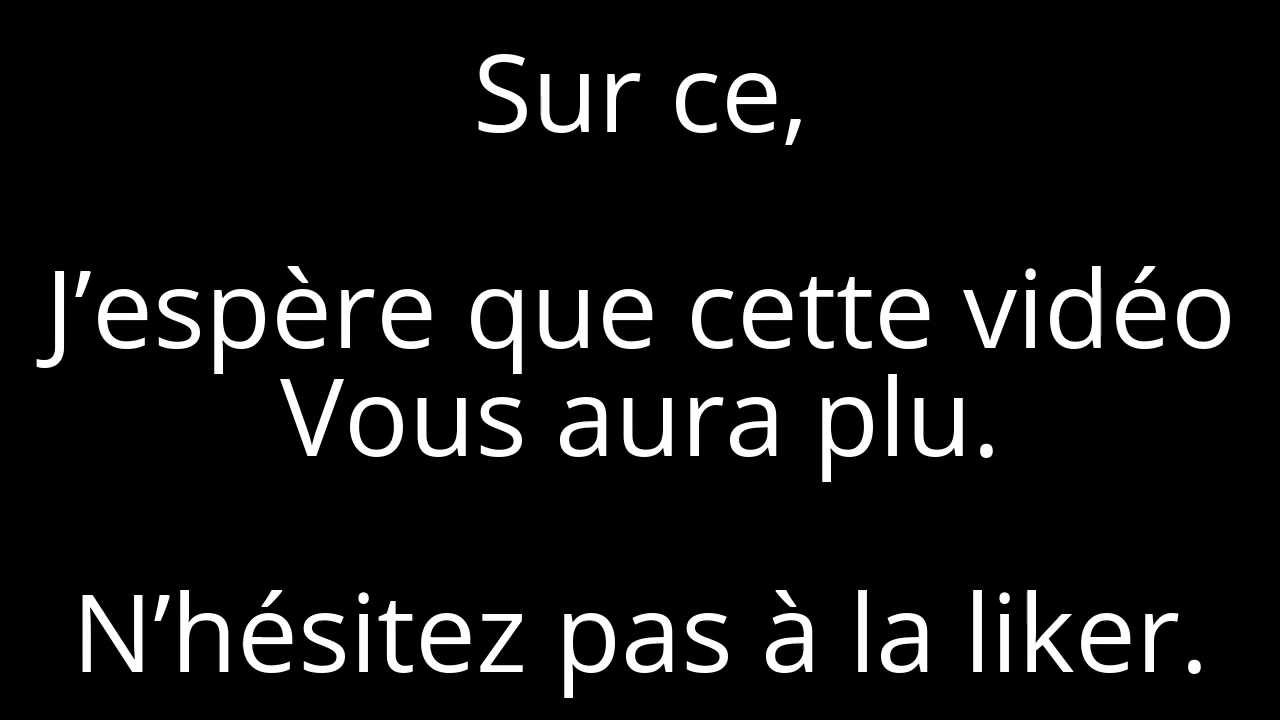 Sur ce,
J’espère que cette vidéo
Vous aura plu.
N’hésitez pas à la liker.